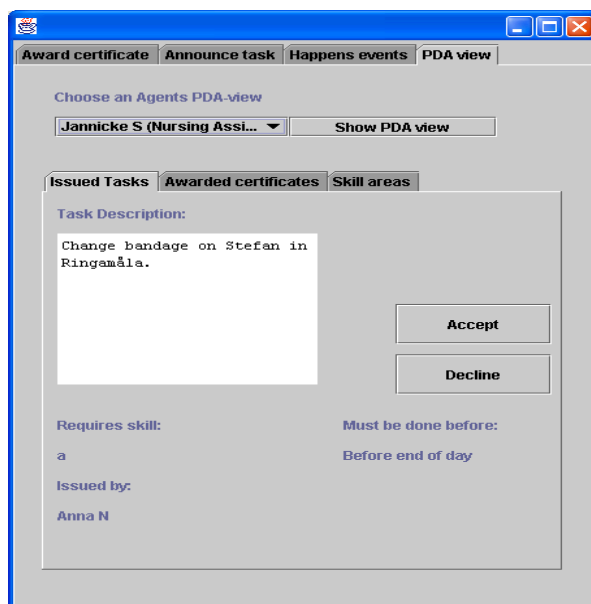 Award certificate Announce task Happens events PDA view
Choose an Agents PDA-view
Jannicke S (Nursing Assi... Show PDA view
Issued Tasks Awarded certificates Skill areas
Task Description:
Change bandage on Stefan in
Ringamåla.
Accept
Decline
Requires skill: Must be done before:
a Before end of day
Issued by:
Anna N